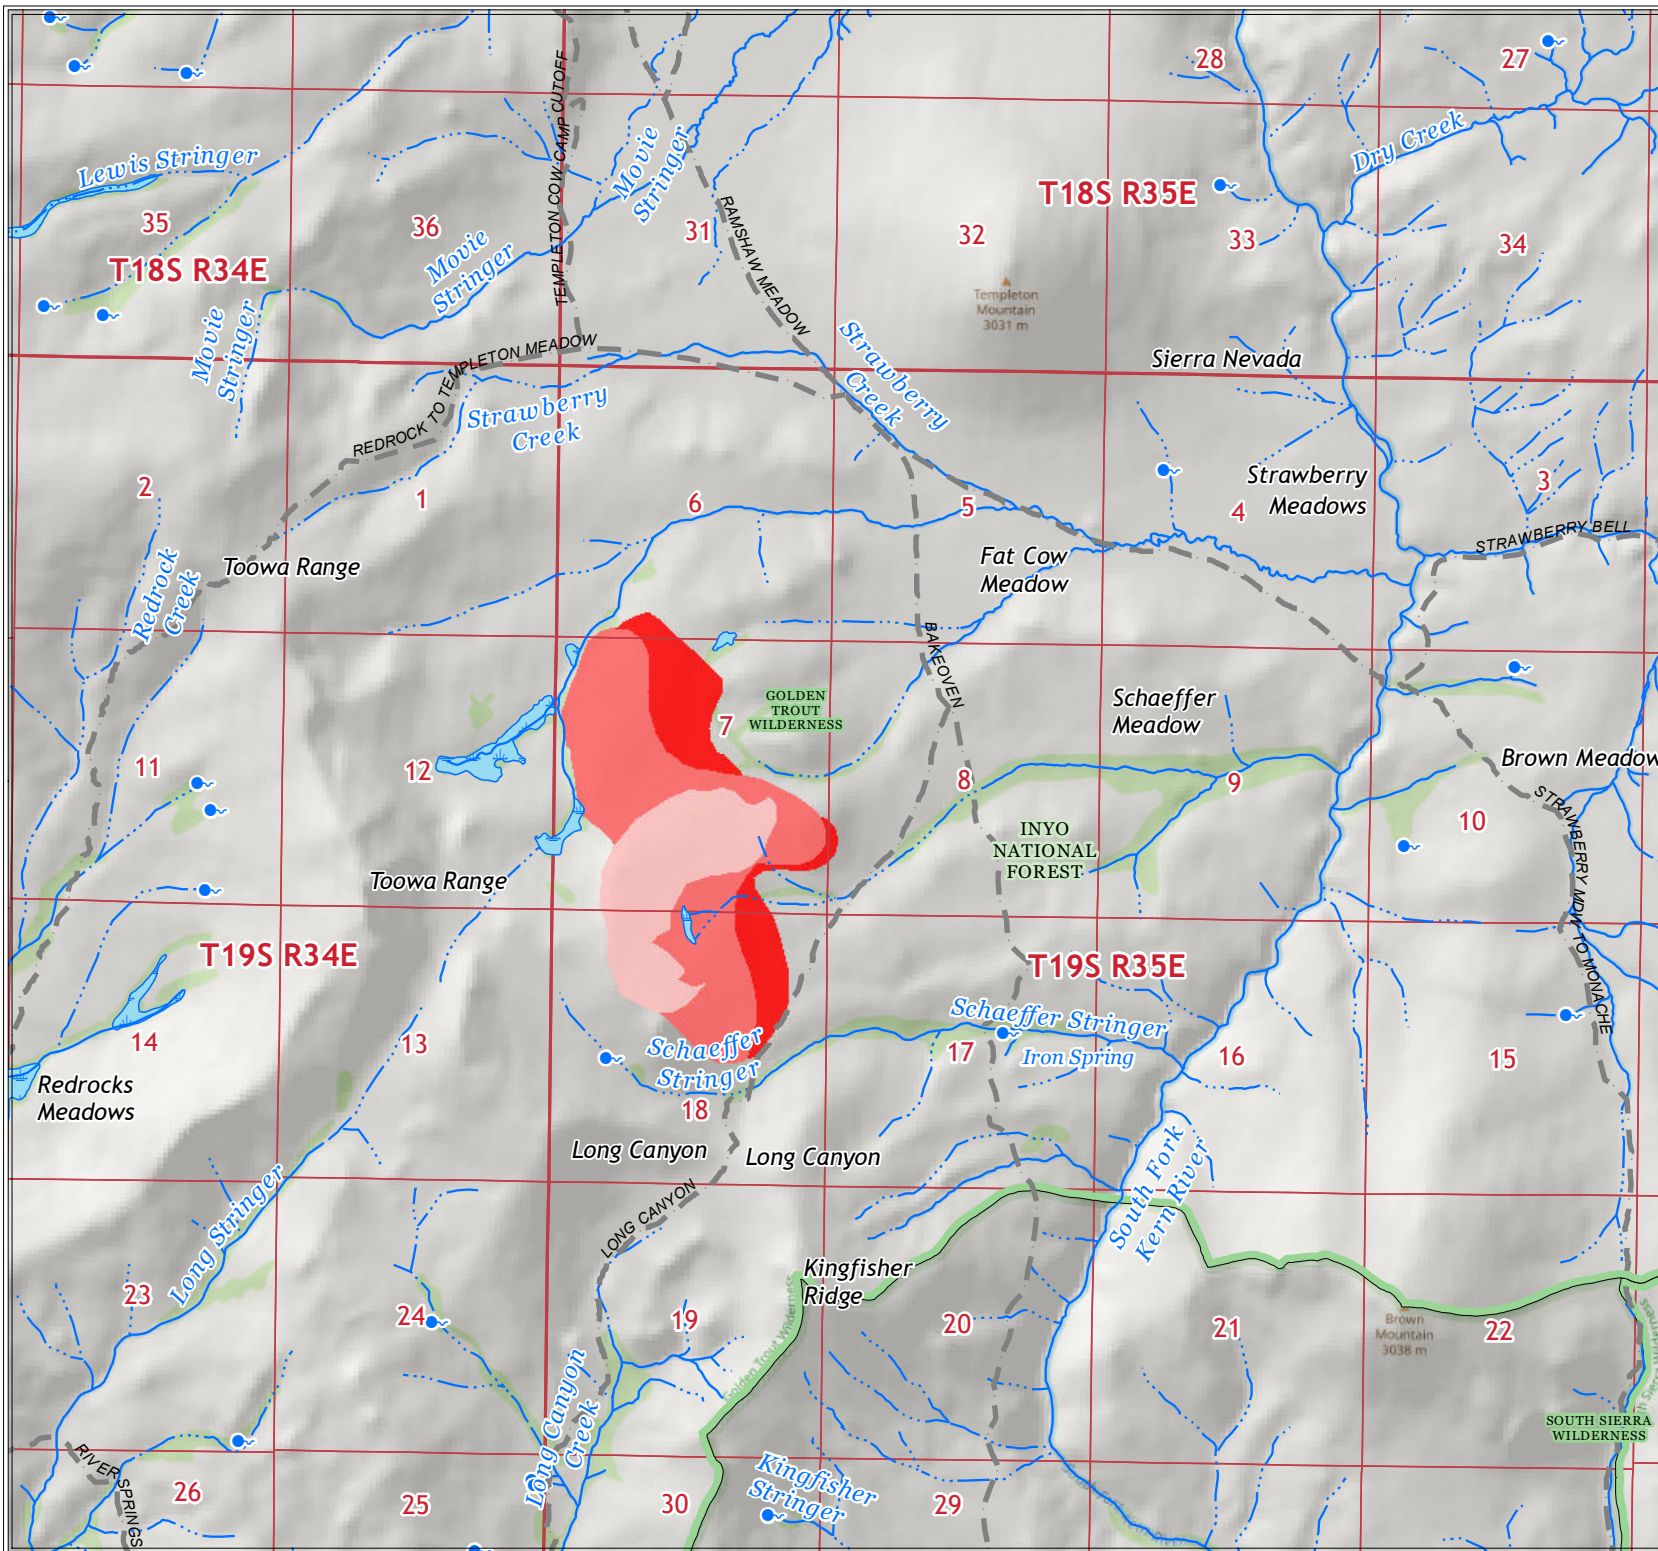 28
27
TEMPLETON COW CAMP CUTOFF
Movie
Stringer
Dry Creek
Lewis Stringer
T18S R35E
RAMSHAW MEADOW
35
36
31
32
33
34
T18S R34E
Movie
Stringer
Templeton
Mountain
3031 m
Movie
Stringer
REDROCK TO TEMPLETON MEADOW
Strawberry
Creek
Sierra Nevada
Strawberry
Creek
2
1
6
5
4
3
Strawberry
Meadows
STRAWBERRY BELL
Toowa Range
Fat Cow
Meadow
Redrock
Creek
BAKEOVEN
GOLDEN
TROUT
WILDERNESS
Schaeffer
Meadow
7
11
12
8
9
10
Brown Meadow
STRAWBERRY MDW TO MONACHE
INYO
NATIONAL
FOREST
Toowa Range
T19S R34E
T19S R35E
Schaeffer Stringer
Iron Spring
14
13
Schaeffer
Stringer
17
16
15
Redrocks
Meadows
18
Long Canyon
Long Canyon
South Fork
Kern River
LONG CANYON
Long Stringer
Kingfisher
Ridge
23
24
19
20
21
22
Brown
Mountain
3038 m
Golden Trout Wilderness
Long Canyon
Creek
SOUTH SIERRA
WILDERNESS
RIVER SPRINGS
26
25
30
29
Kingfisher
Stringer